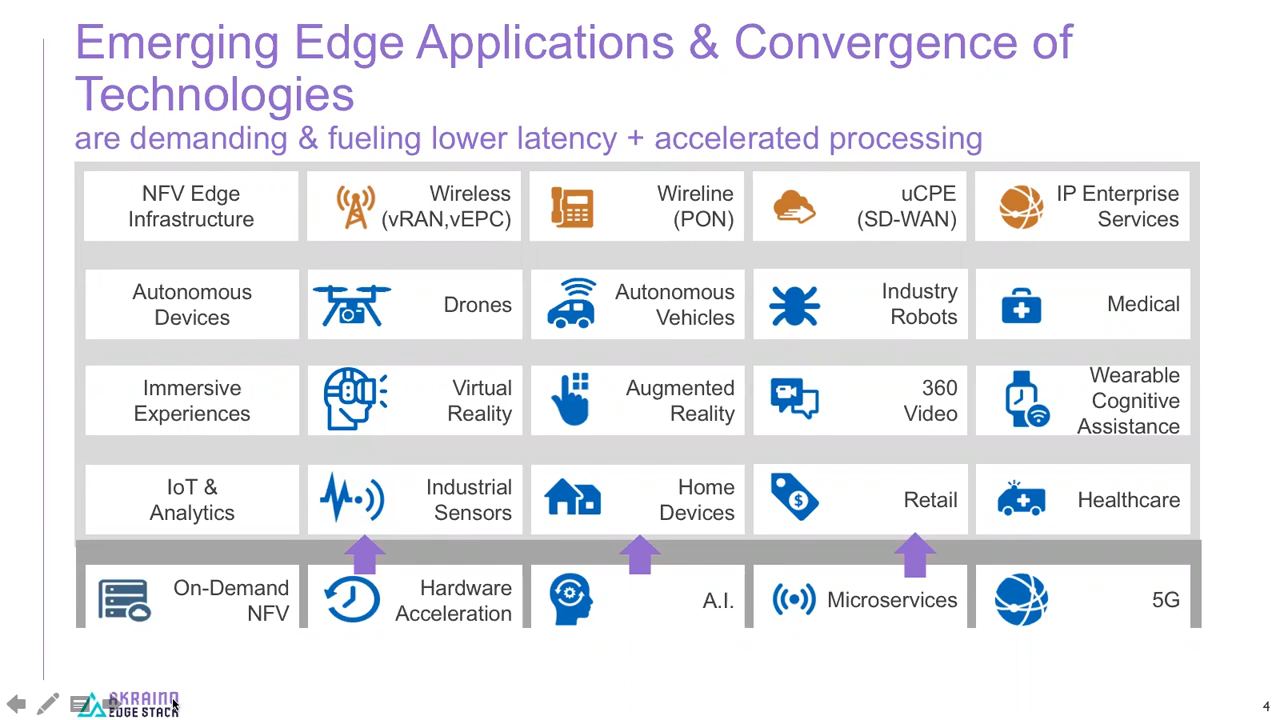 Emerging Edge Applications & Convergence of
Technologies
are demanding & fueling lower latency + accelerated processing
NFV Edge
Infrastructure
Wireless
(vRAN,vEPC)
Wireline
(PON)
uCPE
(SD-WAN)
IP Enterprise
Services
Autonomous
Devices
Drones
Autonomous
Vehicles
Industry
Robots
Medical
Immersive
Experiences
Virtual
Reality
Augmented
Reality
360
Video
Wearable
Cognitive
Assistance
IoT &
Analytics
Industrial
Sensors
Home
Devices
$
Retail
Healthcare
On-Demand
NFV
Hardware
Acceleration
A.I.
Microservices
5G
AKRAINO
EDGE STACK
4